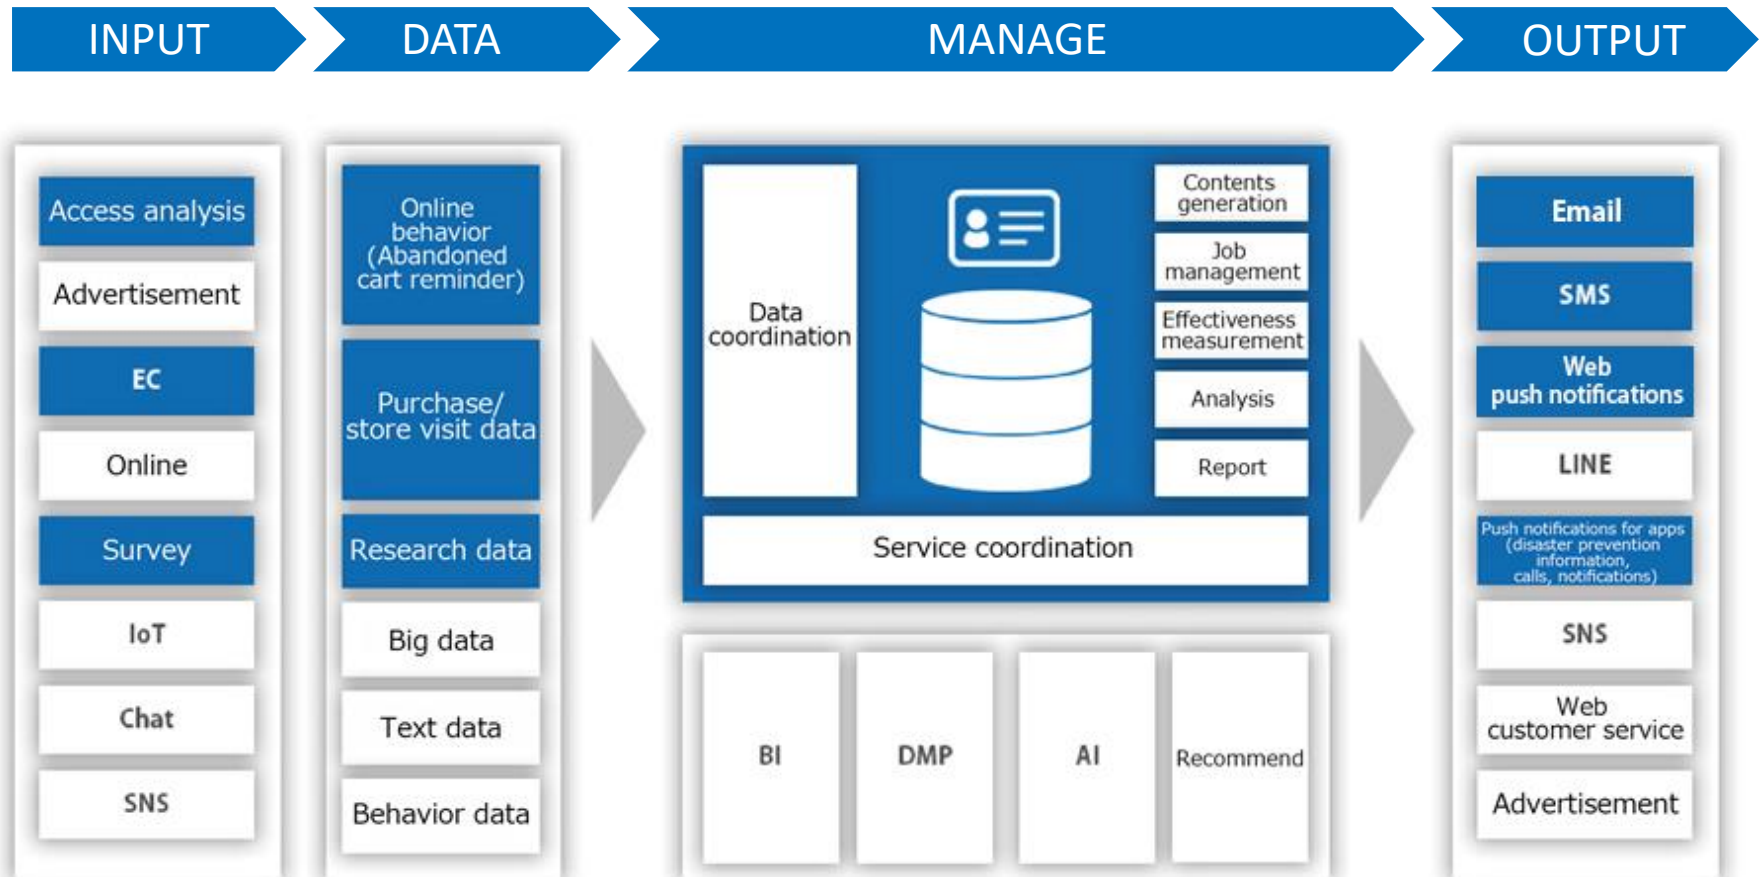 INPUT
DATA
MANAGE
OUTPUT
Access analysis
Advertisement
EC
Online
Survey
IoT
Chat
SNS
Online
behavior
(Abandoned
cart reminder)
Purchase/
store visit data
Research data
Big data
Text data
Behavior data
Data
coordination
Contents
generation
Job
management
Effectiveness
measurement
Analysis
Report
Service coordination
BI
DMP
AI
Recommend
Email
SMS
Web
push notifications
LINE
Push notifications for apps
(disaster prevention
information,
calls, notifications)
SNS
Web
customer service
Advertisement